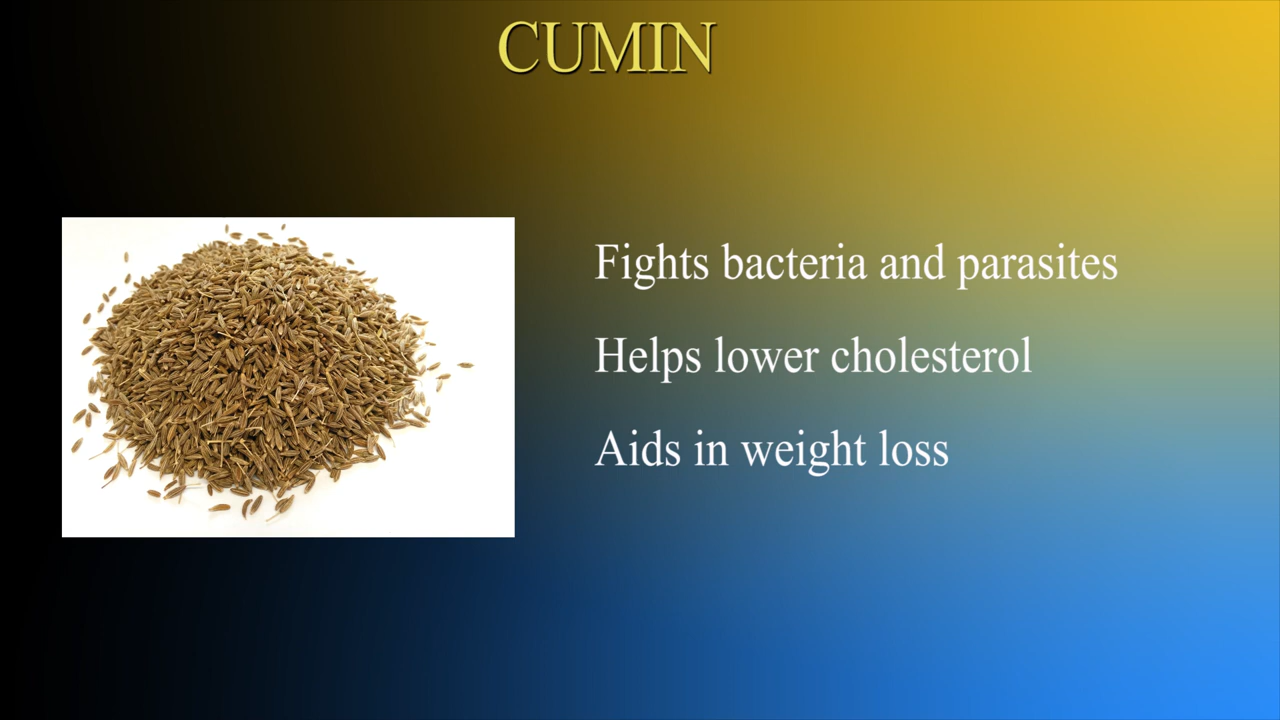 CUMIN
Fights bacteria and parasites
Helps lower cholesterol
Aids in weight loss